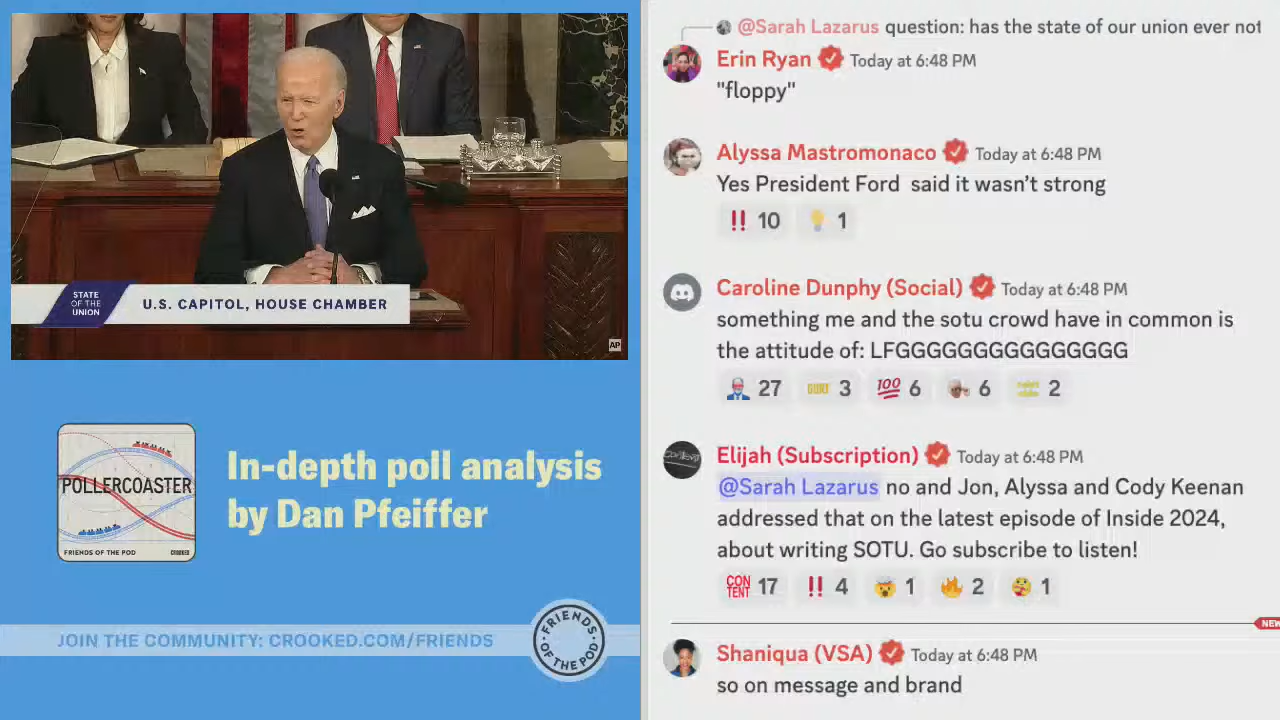 STATE
OF THE
UNION
U.S. CAPITOL, HOUSE CHAMBER
AP
POLLERCOASTER
FRIENDS OF THE POD
CROOKED
In-depth poll analysis
by Dan Pfeiffer
JOIN THE COMMUNITY: CROOKED.COM/FRIENDS
FRIENDS
OF THE POD
@Sarah Lazarus question: has the state of our union ever not
Erin Ryan Today at 6:48 PM
"floppy"
Alyssa Mastromonaco Today at 6:48 PM
Yes President Ford said it wasn't strong
‼ 10 💡 1
Caroline Dunphy (Social) Today at 6:48 PM
something me and the sotu crowd have in common is
the attitude of: LFGGGGGGGGGGGGGGG
27 3 💯 6 6 2
Elijah (Subscription) Today at 6:48 PM
@Sarah Lazarus no and Jon, Alyssa and Cody Keenan
addressed that on the latest episode of Inside 2024,
about writing SOTU. Go subscribe to listen!
CONTENT 17 ‼ 4 🤯 1 🔥 2 1
NEW
Shaniqua (VSA) Today at 6:48 PM
so on message and brand